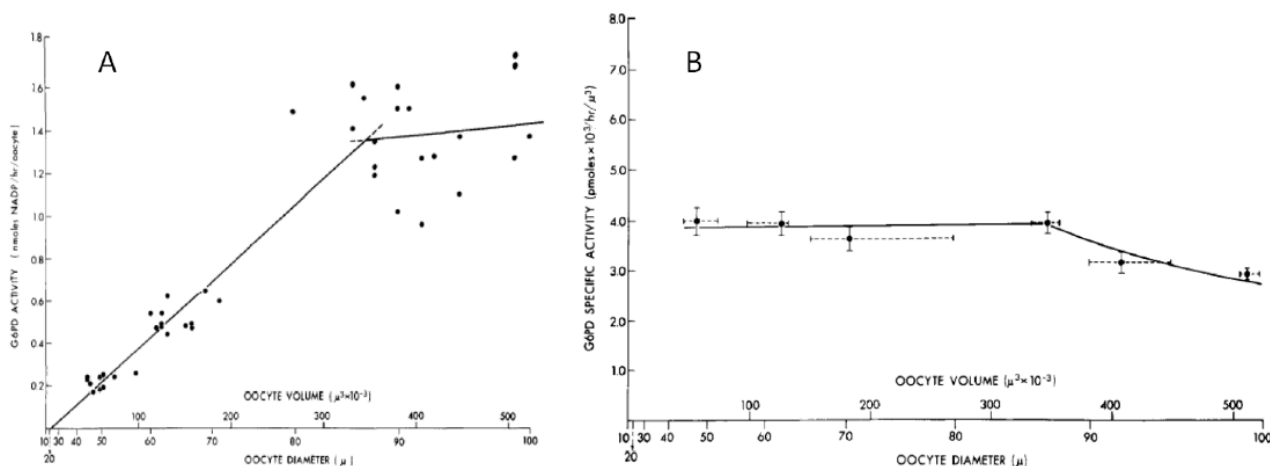 A
G6PD ACTIVITY ( nmoles NADP/hr/oocyte)
1.8
1.6
1.4
1.2
1.0
0.8
0.6
0.4
0.2
OOCYTE VOLUME (μ³×10⁻³)
100 200 300 400 500
10 30 40 50 60 70 80 90 100
20
OOCYTE DIAMETER (μ)
B
G6PD SPECIFIC ACTIVITY (pmoles × 10³/hr/μ³)
8.0
7.0
6.0
5.0
4.0
3.0
2.0
1.0
0
OOCYTE VOLUME (μ³×10⁻³)
100 200 300 400 500
10 30 40 50 60 70 80 90 100
20
OOCYTE DIAMETER (μ)